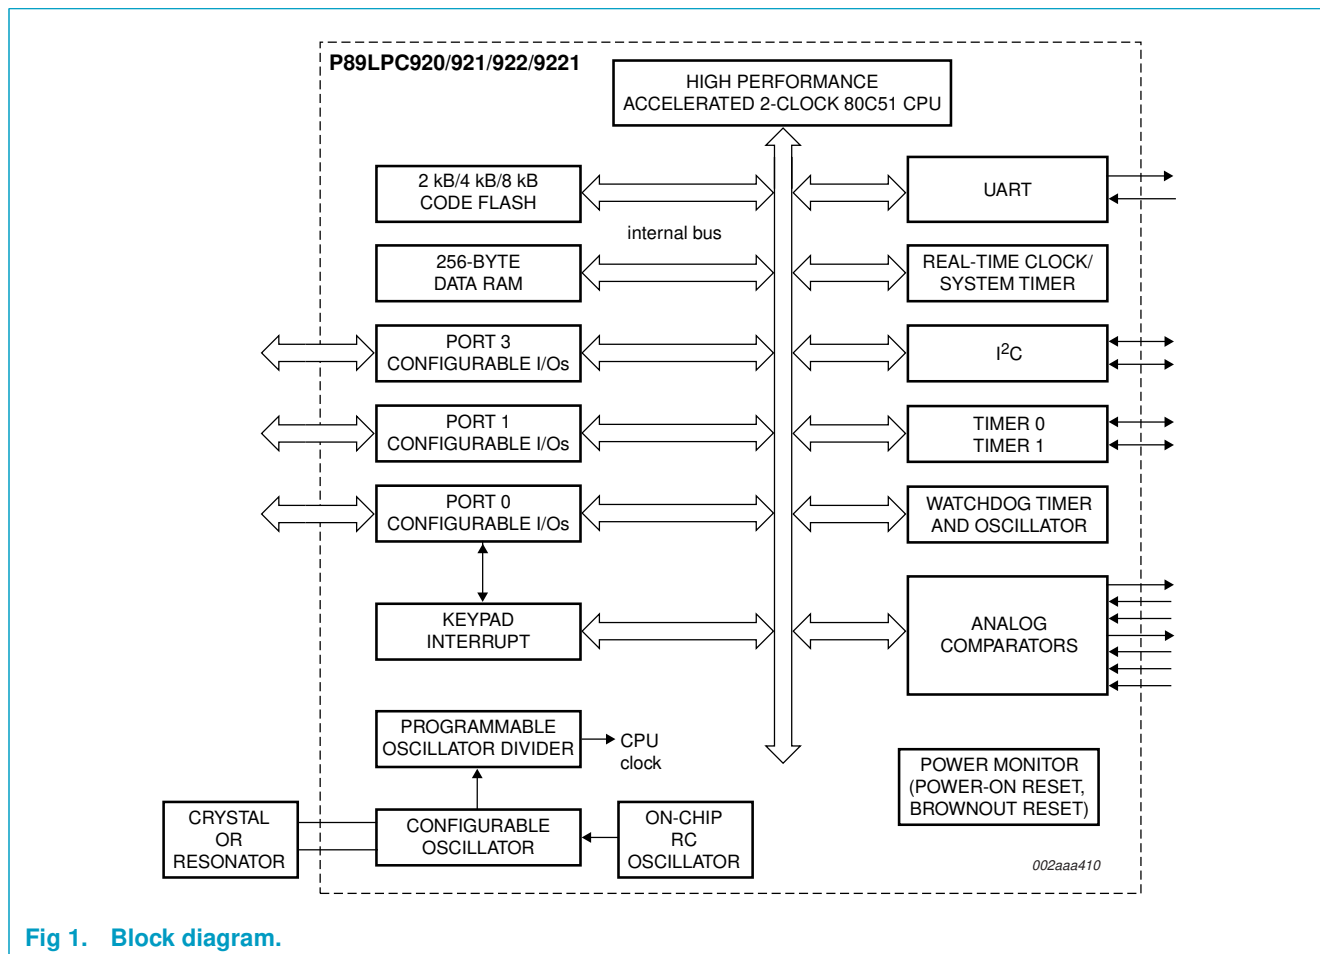 P89LPC920/921/922/9221
HIGH PERFORMANCE
ACCELERATED 2-CLOCK 80C51 CPU
2 kB/4 kB/8 kB
CODE FLASH
UART
internal bus
256-BYTE
DATA RAM
REAL-TIME CLOCK/
SYSTEM TIMER
PORT 3
CONFIGURABLE I/Os
I²C
PORT 1
CONFIGURABLE I/Os
TIMER 0
TIMER 1
PORT 0
CONFIGURABLE I/Os
WATCHDOG TIMER
AND OSCILLATOR
KEYPAD
INTERRUPT
ANALOG
COMPARATORS
PROGRAMMABLE
OSCILLATOR DIVIDER
CPU
clock
POWER MONITOR
(POWER-ON RESET,
BROWNOUT RESET)
CRYSTAL
OR
RESONATOR
CONFIGURABLE
OSCILLATOR
ON-CHIP
RC
OSCILLATOR
002aaa410
Fig 1. Block diagram.